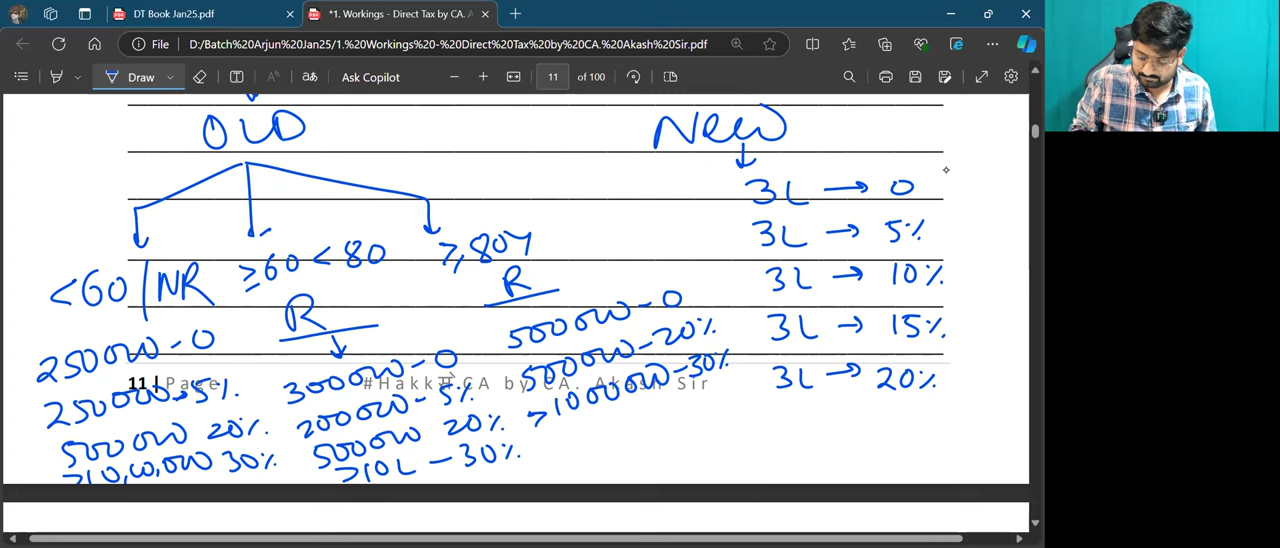 DT Book Jan25.pdf
*1. Workings - Direct Tax by CA. A
File
D:/Batch%20Arjun%20Jan25/1.%20Workings%20-%20Direct%20Tax%20by%20CA.%20Akash%20Sir.pdf
Draw
aあ
Ask Copilot
11 of 100
OLD
New
3L → 0
3L → 5%
3L → 10%
3L → 15%
3L → 20%
<60/NR
250000 - 0
250000 - 5%
500000 20%
>10,00,000 30%
≥60 < 80
R
300000 - 0
200000 - 5%
500000 20%
>10L - 30%
≥80Y
R
500000 - 0
500000 - 20%
>1000000 - 30%
11 | Page
#Hakkसे CA by CA. Akash Sir